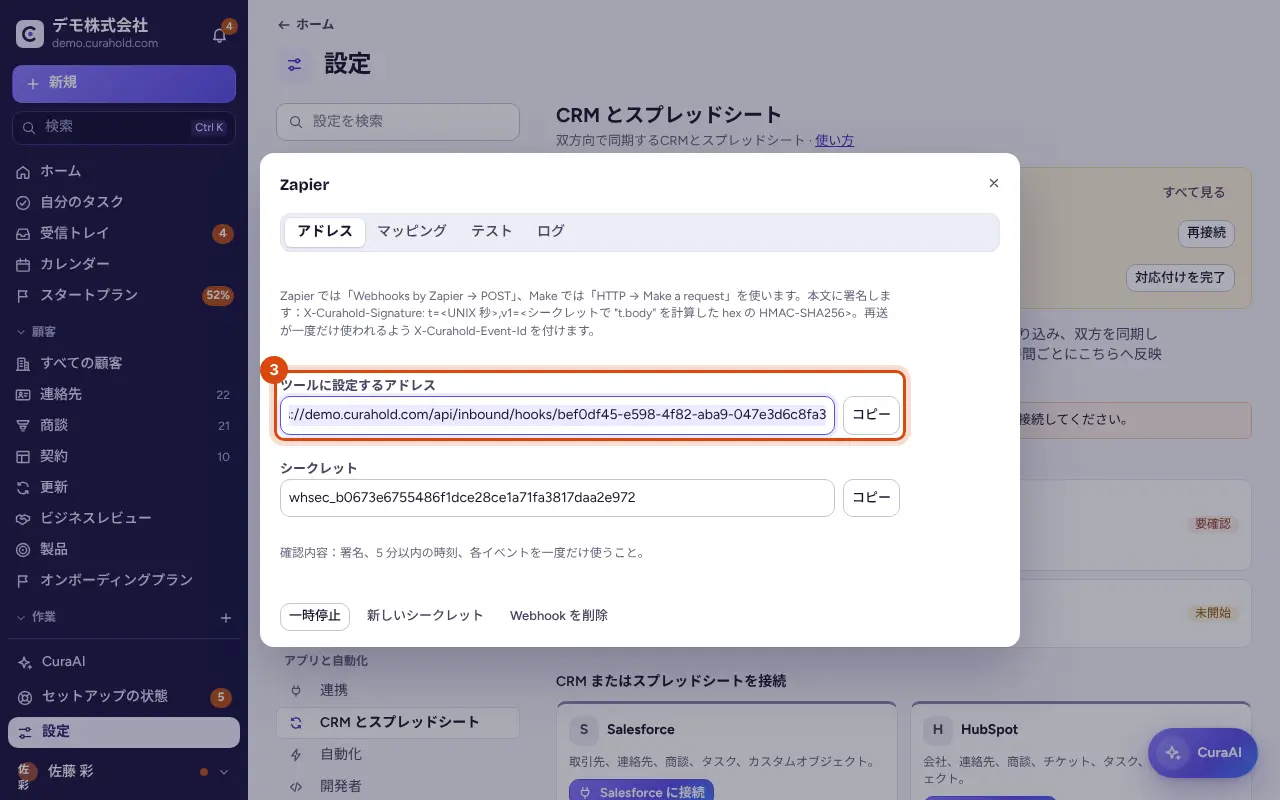 デモ株式会社
demo.curahold.com
4
新規
検索
Ctrl K
ホーム
自分のタスク
受信トレイ
4
カレンダー
スタートプラン
52%
顧客
すべての顧客
連絡先
22
商談
21
契約
10
更新
ビジネスレビュー
製品
オンボーディングプラン
作業
CuraAI
セットアップの状態
5
設定
佐彩
佐藤 彩
ホーム
設定
設定を検索
CRM とスプレッドシート
双方向で同期するCRMとスプレッドシート · 使い方
すべて見る
再接続
対応付けを完了
Zapier
アドレス
マッピング
テスト
ログ
Zapier では「Webhooks by Zapier → POST」、Make では「HTTP → Make a request」を使います。本文に署名しま
す：X-Curahold-Signature: t=<UNIX 秒>,v1=<シークレットで "t.body" を計算した hex の HMAC-SHA256>。再送
が一度だけ使われるよう X-Curahold-Event-Id を付けます。
3
ツールに設定するアドレス
://demo.curahold.com/api/inbound/hooks/bef0df45-e598-4f82-aba9-047e3d6c8fa3
コピー
シークレット
whsec_b0673e6755486f1dce28ce1a71fa3817daa2e972
コピー
確認内容：署名、5 分以内の時刻、各イベントを一度だけ使うこと。
一時停止
新しいシークレット
Webhook を削除
り込み、双方を同期し
間ごとにこちらへ反映
接続してください。
要確認
未開始
アプリと自動化
連携
CRM とスプレッドシート
自動化
開発者
CRM またはスプレッドシートを接続
S
Salesforce
取引先、連絡先、商談、タスク、カスタムオブジェクト。
Salesforce に接続
H
HubSpot
会社、連絡先、商談、チケット、タスク、
ェクト。
CuraAI